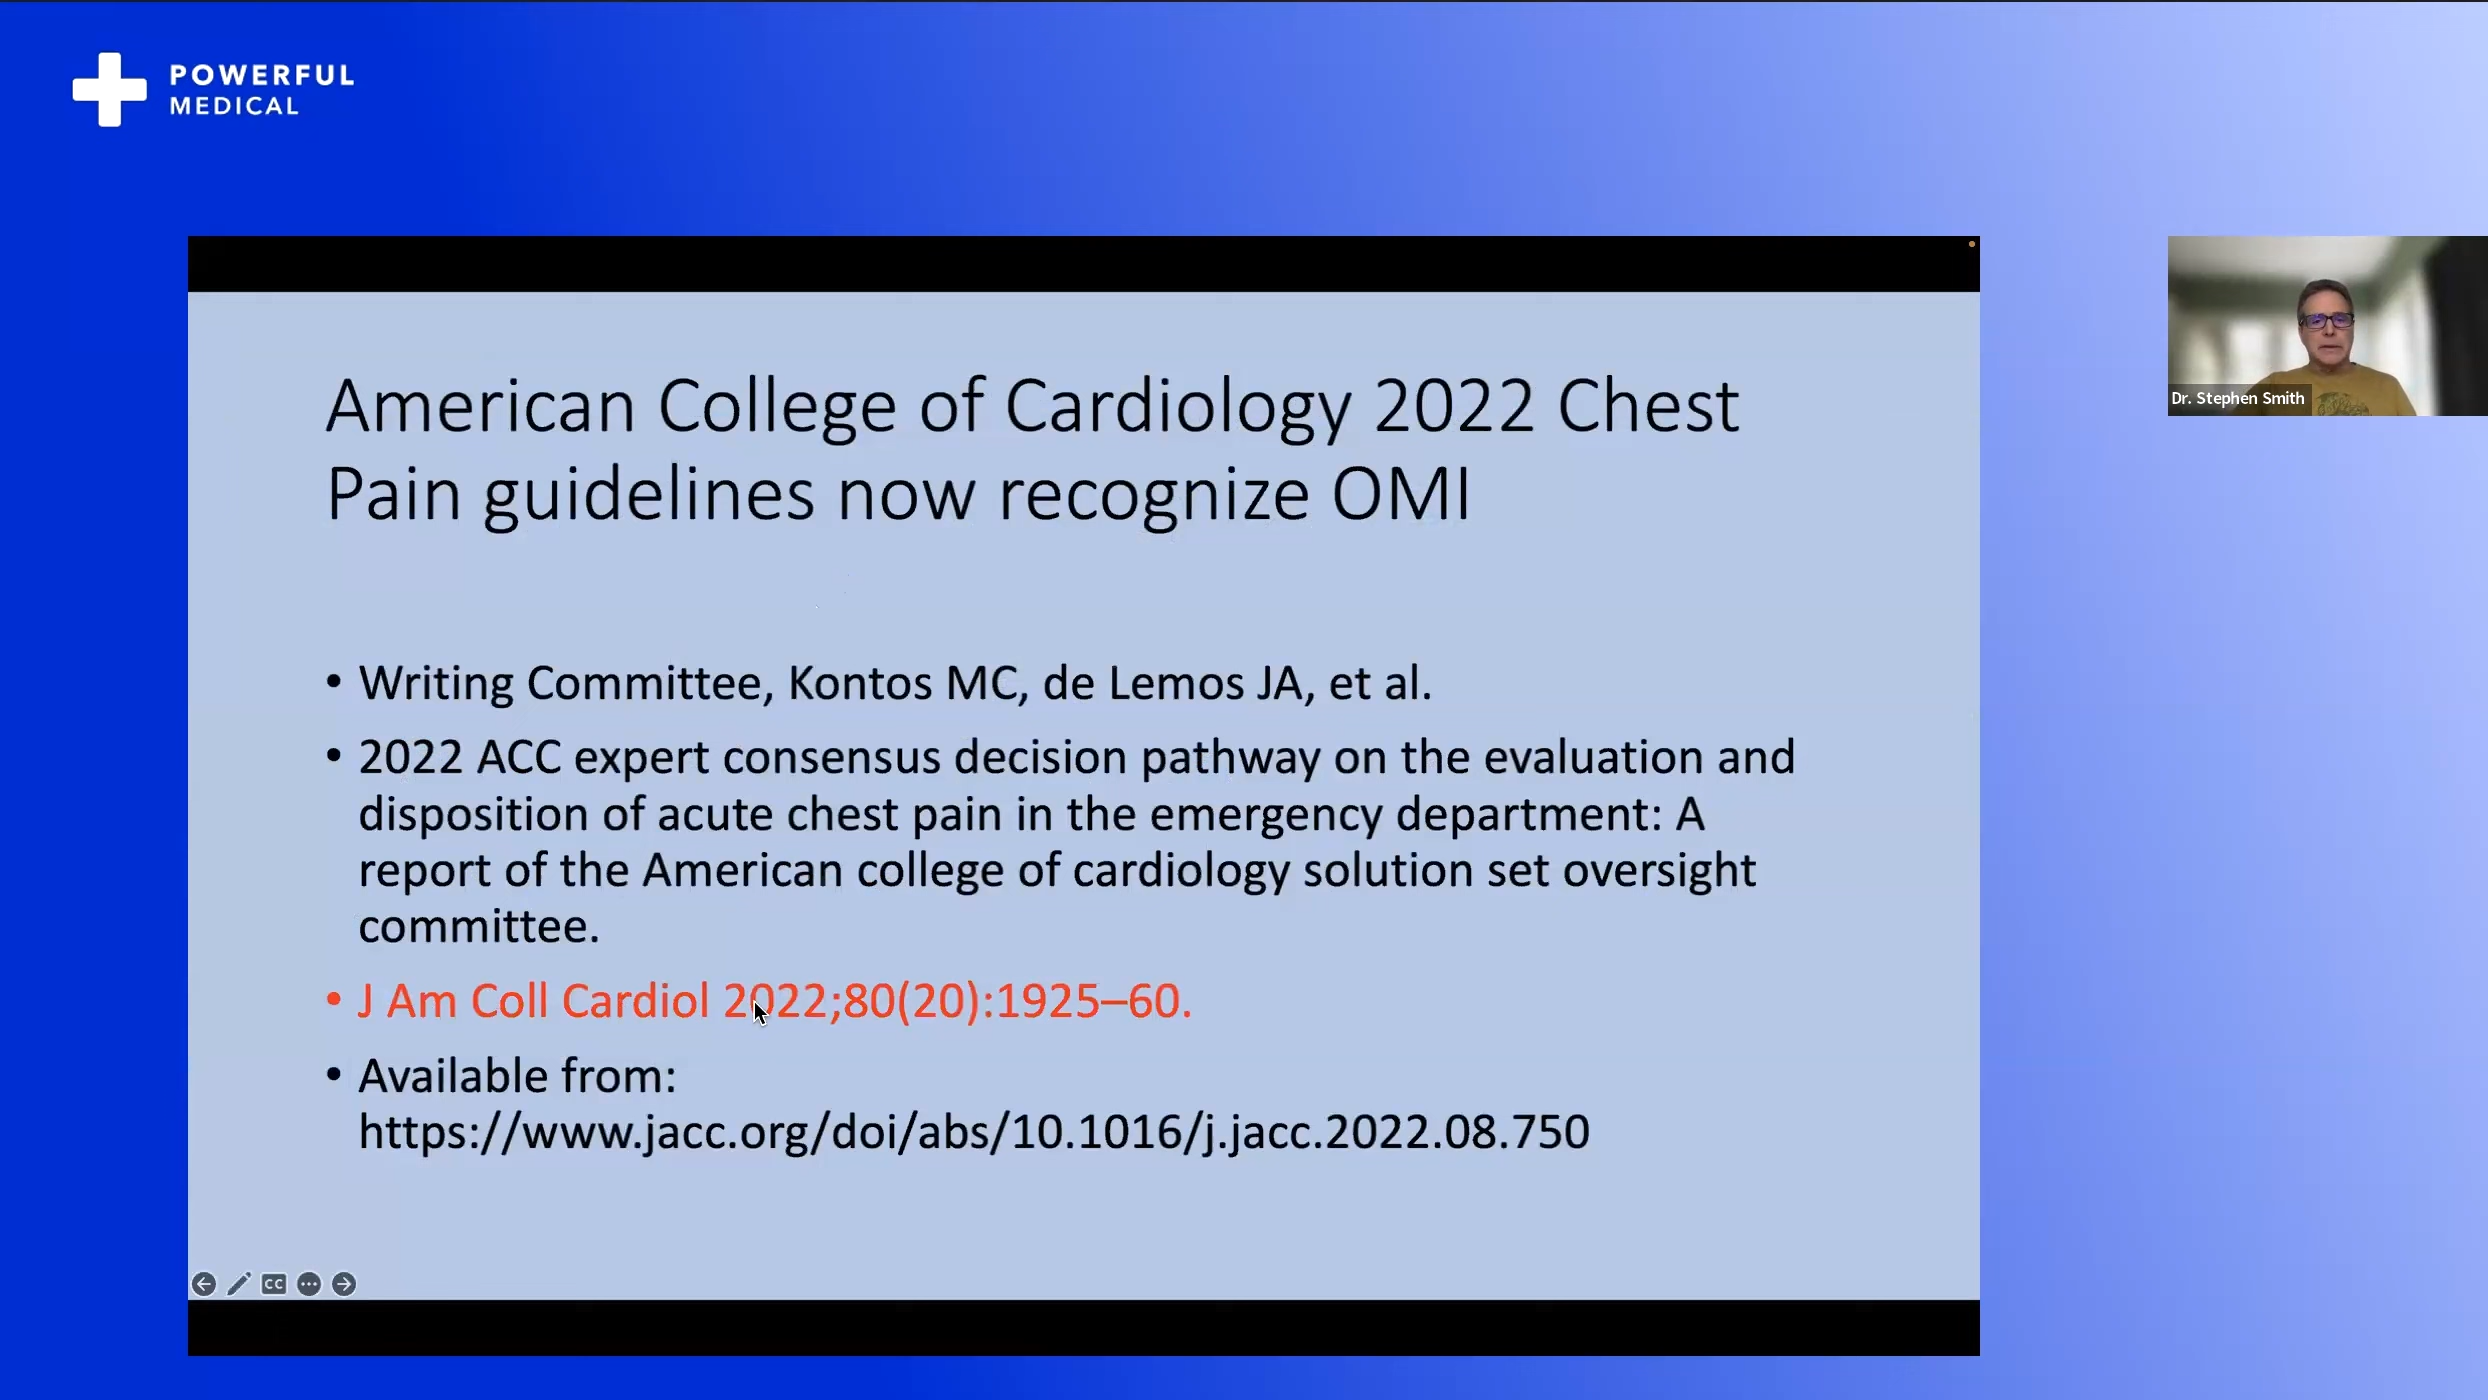 POWERFUL
MEDICAL
American College of Cardiology 2022 Chest
Pain guidelines now recognize OMI
• Writing Committee, Kontos MC, de Lemos JA, et al.
• 2022 ACC expert consensus decision pathway on the evaluation and
disposition of acute chest pain in the emergency department: A
report of the American college of cardiology solution set oversight
committee.
• J Am Coll Cardiol 2022;80(20):1925–60.
• Available from:
https://www.jacc.org/doi/abs/10.1016/j.jacc.2022.08.750
CC
Dr. Stephen Smith